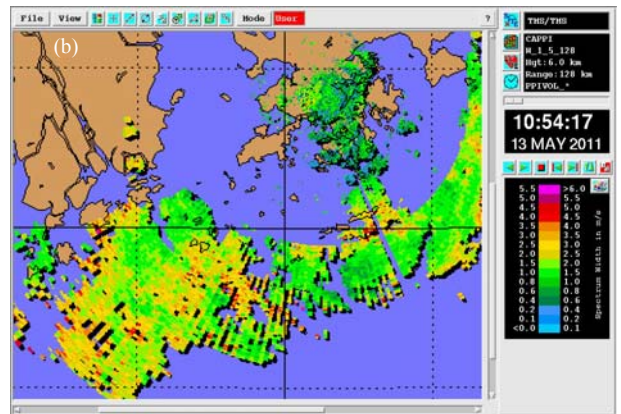 File View Mode User ?
(b)
TMS/TMS
CAPPI
W_1_5_128
Hgt:6.0 km
Range:128 km
PPIVOL_*
10:54:17
13 MAY 2011
5.5 >6.0
5.0 5.5
4.5 5.0
4.0 4.5
3.5 4.0
3.0 3.5
2.5 3.0
2.0 2.5
1.5 2.0
1.0 1.5
0.8 1.0
0.6 0.8
0.4 0.6
0.2 0.4
0.1 0.2
<0.0 0.1
Spectrum Width in m/s